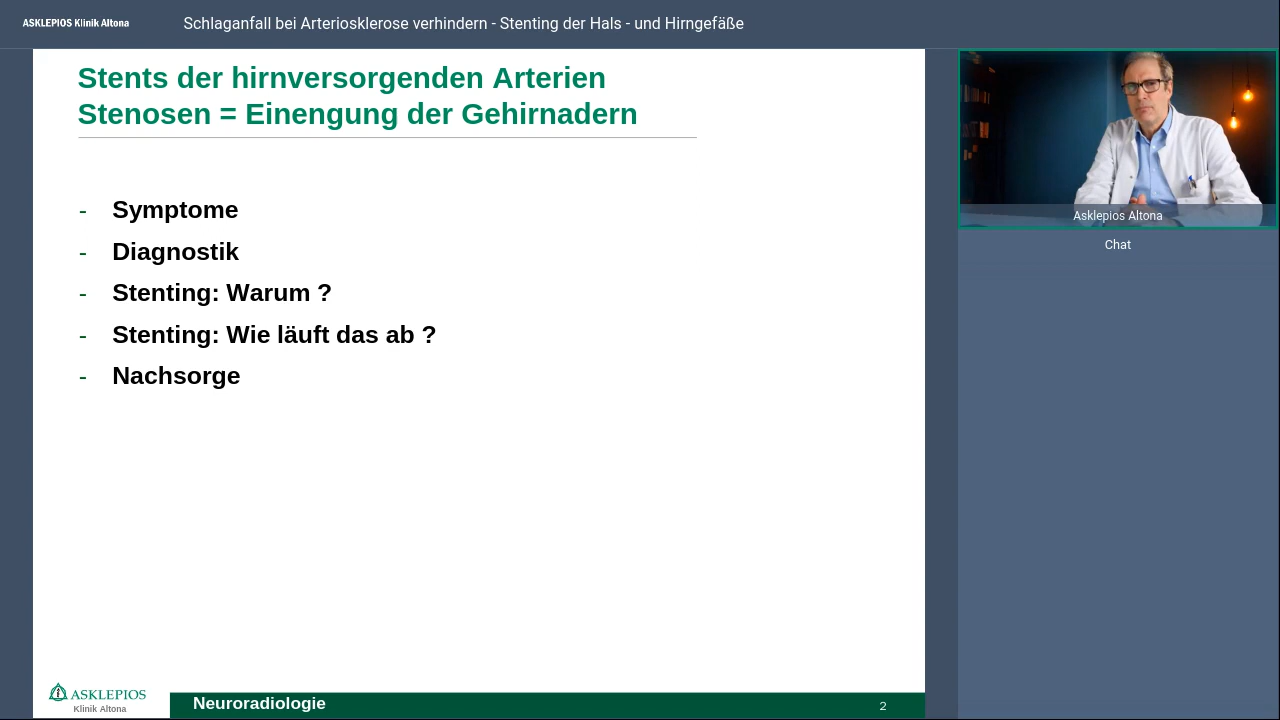 ASKLEPIOS Klinik Altona
Schlaganfall bei Arteriosklerose verhindern - Stenting der Hals - und Hirngefäße
Stents der hirnversorgenden Arterien
Stenosen = Einengung der Gehirnadern
- Symptome
- Diagnostik
- Stenting: Warum ?
- Stenting: Wie läuft das ab ?
- Nachsorge
Asklepios Altona
Chat
ASKLEPIOS
Klinik Altona
Neuroradiologie
2